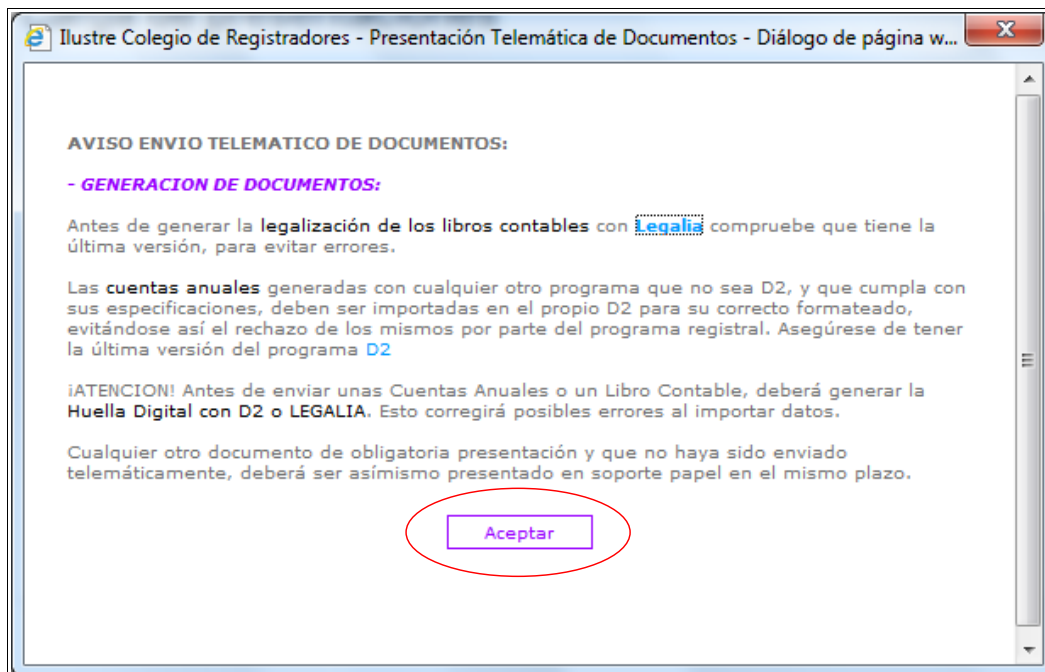 Ilustre Colegio de Registradores - Presentación Telemática de Documentos - Diálogo de página w...
AVISO ENVIO TELEMATICO DE DOCUMENTOS:
- GENERACION DE DOCUMENTOS:
Antes de generar la legalización de los libros contables con Legalia compruebe que tiene la
última versión, para evitar errores.
Las cuentas anuales generadas con cualquier otro programa que no sea D2, y que cumpla con
sus especificaciones, deben ser importadas en el propio D2 para su correcto formateado,
evitándose así el rechazo de los mismos por parte del programa registral. Asegúrese de tener
la última versión del programa D2
¡ATENCION! Antes de enviar unas Cuentas Anuales o un Libro Contable, deberá generar la
Huella Digital con D2 o LEGALIA. Esto corregirá posibles errores al importar datos.
Cualquier otro documento de obligatoria presentación y que no haya sido enviado
telemáticamente, deberá ser asímismo presentado en soporte papel en el mismo plazo.
Aceptar